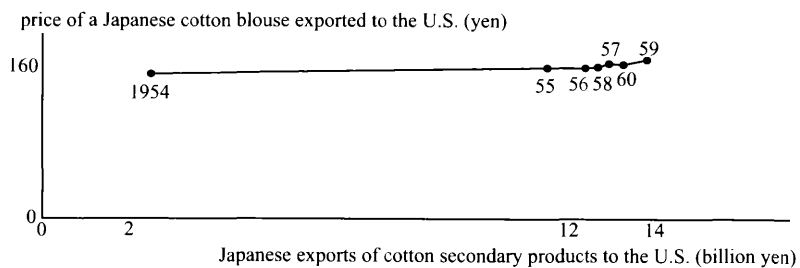 price of a Japanese cotton blouse exported to the U.S. (yen)
57 59
160
1954 55 56 58 60
0
0 2 12 14
Japanese exports of cotton secondary products to the U.S. (billion yen)